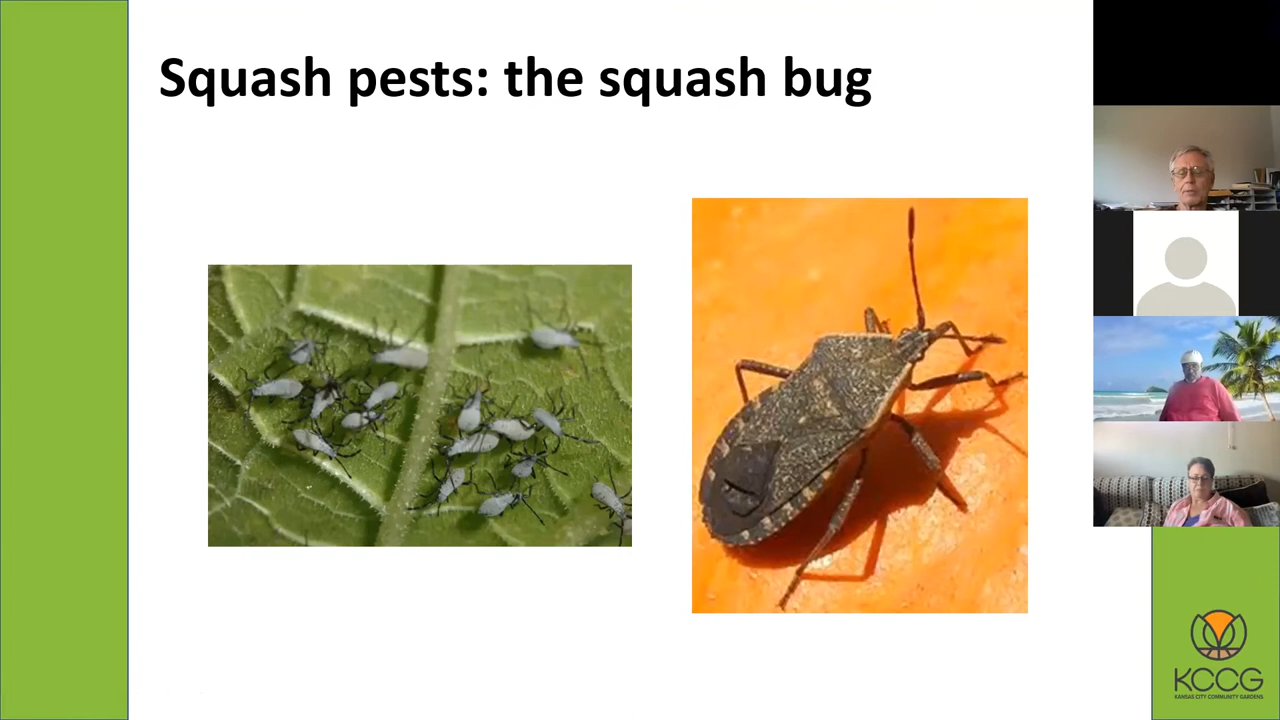 Squash pests: the squash bug
KCCG
KANSAS CITY COMMUNITY GARDENS